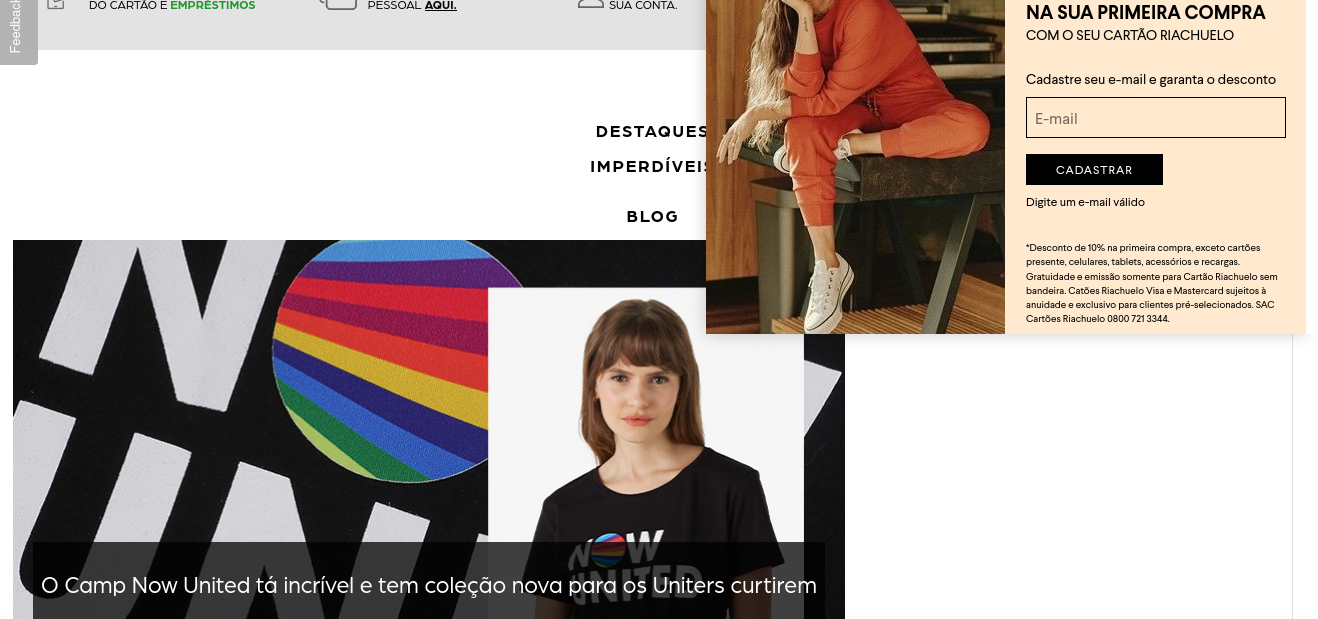 Feedback
DO CARTÃO E EMPRÉSTIMOS
PESSOAL AQUI.
SUA CONTA.
DESTAQUES
IMPERDÍVEIS
BLOG
NOW
UNITED
O Camp Now United tá incrível e tem coleção nova para os Uniters curtirem
NA SUA PRIMEIRA COMPRA
COM O SEU CARTÃO RIACHUELO
Cadastre seu e-mail e garanta o desconto
E-mail
CADASTRAR
Digite um e-mail válido
*Desconto de 10% na primeira compra, exceto cartões
presente, celulares, tablets, acessórios e recargas.
Gratuidade e emissão somente para Cartão Riachuelo sem
bandeira. Catões Riachuelo Visa e Mastercard sujeitos à
anuidade e exclusivo para clientes pré-selecionados. SAC
Cartões Riachuelo 0800 721 3344.